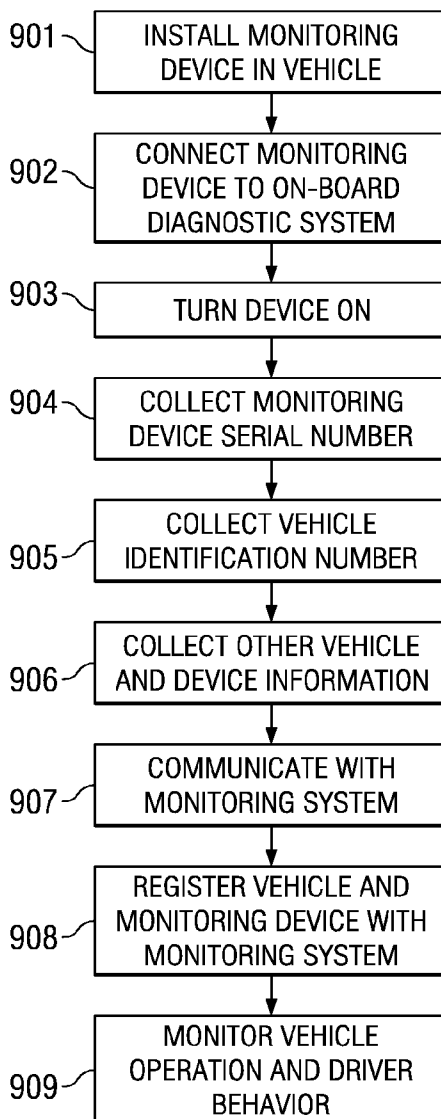 901
INSTALL MONITORING
DEVICE IN VEHICLE
902
CONNECT MONITORING
DEVICE TO ON-BOARD
DIAGNOSTIC SYSTEM
903
TURN DEVICE ON
904
COLLECT MONITORING
DEVICE SERIAL NUMBER
905
COLLECT VEHICLE
IDENTIFICATION NUMBER
906
COLLECT OTHER VEHICLE
AND DEVICE INFORMATION
907
COMMUNICATE WITH
MONITORING SYSTEM
908
REGISTER VEHICLE AND
MONITORING DEVICE WITH
MONITORING SYSTEM
909
MONITOR VEHICLE
OPERATION AND DRIVER
BEHAVIOR